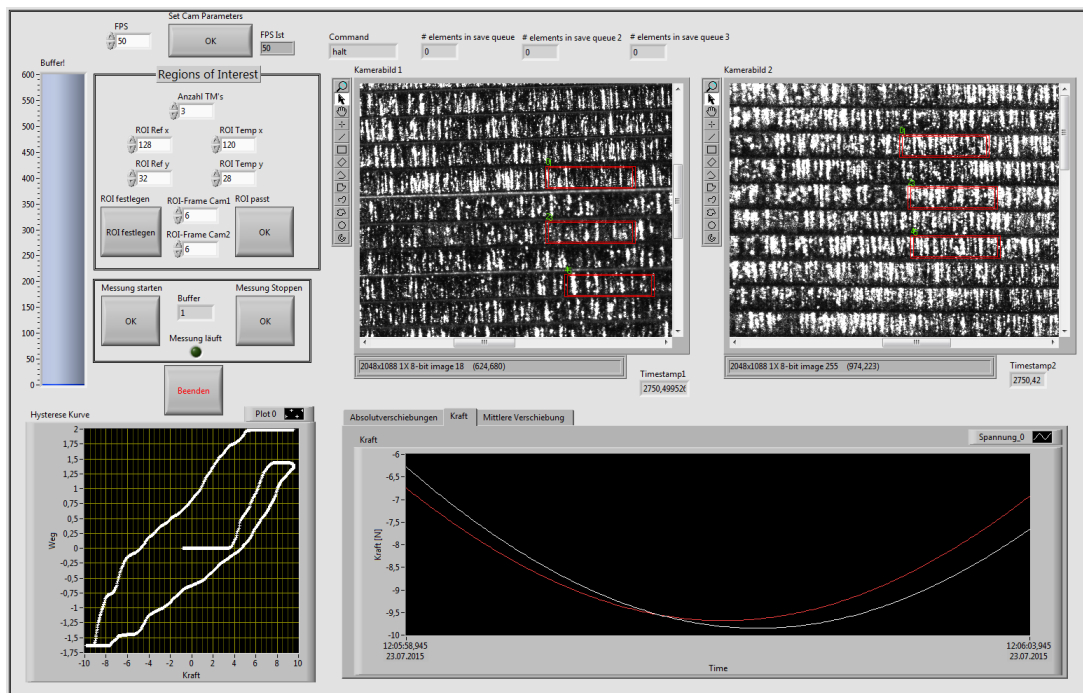 FPS
50
Set Cam Parameters
OK
FPS Ist
50
Command
halt
# elements in save queue
0
# elements in save queue 2
0
# elements in save queue 3
0
Buffer!
600
550
500
450
400
350
300
250
200
150
100
50
0
Regions of Interest
Anzahl TM's
3
ROI Ref x
128
ROI Temp x
120
ROI Ref y
32
ROI Temp y
28
ROI festlegen
ROI festlegen
ROI-Frame Cam1
6
ROI-Frame Cam2
6
ROI passt
OK
Messung starten
OK
Buffer
1
Messung Stoppen
OK
Messung läuft
Beenden
Kamerabild 1
2048x1088 1X 8-bit image 18 (624,680)
Timestamp1
2750,499526
Kamerabild 2
2048x1088 1X 8-bit image 255 (974,223)
Timestamp2
2750,42
Hysterese Kurve
Plot 0
Weg
2
1,75
1,5
1,25
1
0,75
0,5
0,25
0
-0,25
-0,5
-0,75
-1
-1,25
-1,5
-1,75
-10 -8 -6 -4 -2 0 2 4 6 8 10
Kraft
Absolutverschiebungen
Kraft
Mittlere Verschiebung
Kraft
Spannung_0
Kraft [N]
-6
-6,5
-7
-7,5
-8
-8,5
-9
-9,5
-10
12:05:58,945
23.07.2015
12:06:03,945
23.07.2015
Time